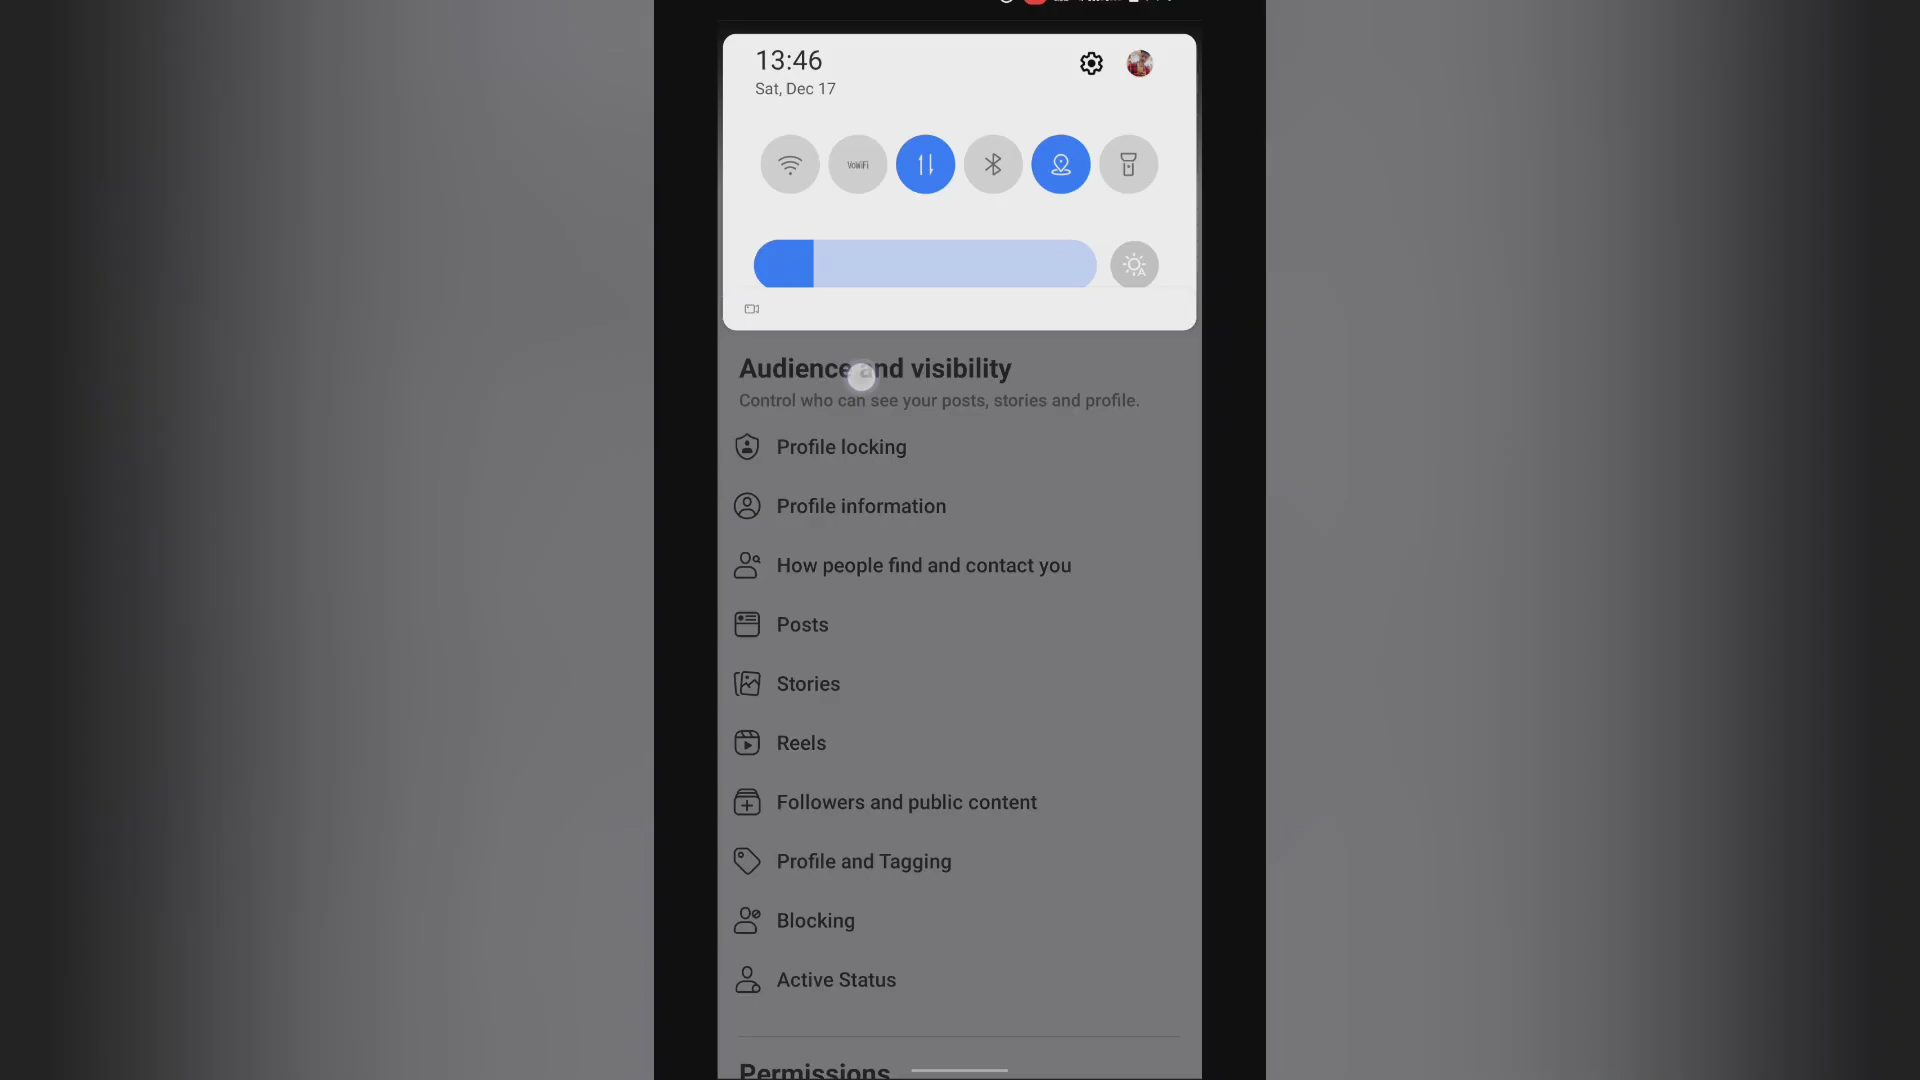 13:46
Sat, Dec 17
VoWiFi
Audience and visibility
Control who can see your posts, stories and profile.
Profile locking
Profile information
How people find and contact you
Posts
Stories
Reels
Followers and public content
Profile and Tagging
Blocking
Active Status
Permissions